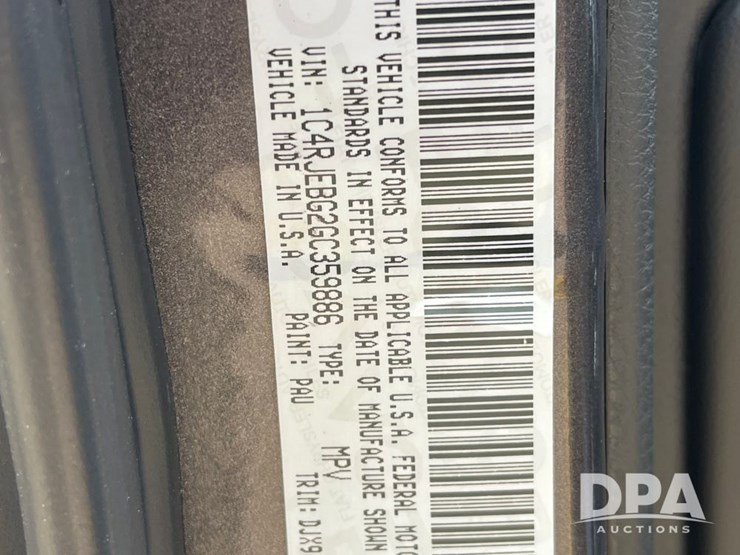 THIS VEHICLE CONFORMS TO ALL APPLICABLE U.S.A. FEDERAL MOTO
STANDARDS IN EFFECT ON THE DATE OF MANUFACTURE SHOWN
VIN: 1C4RJEBG2GC359886 TYPE: MPV
VEHICLE MADE IN U.S.A. PAINT: PAU TRIM: DJX9
DPA
AUCTIONS